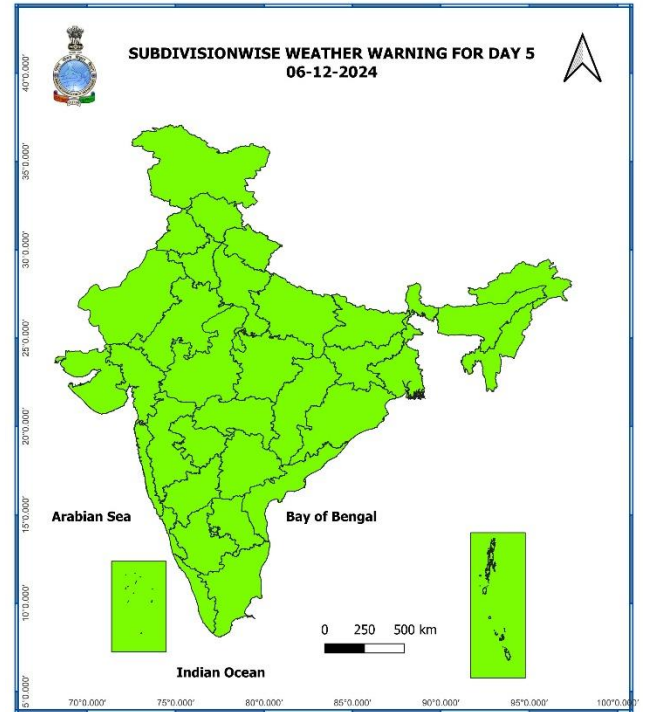 SUBDIVISIONWISE WEATHER WARNING FOR DAY 5
06-12-2024
40°0.000'
35°0.000'
30°0.000'
25°0.000'
20°0.000'
15°0.000'
10°0.000'
5°0.000'
Arabian Sea
Bay of Bengal
0 250 500 km
Indian Ocean
70°0.000' 75°0.000' 80°0.000' 85°0.000' 90°0.000' 95°0.000' 100°0.000'